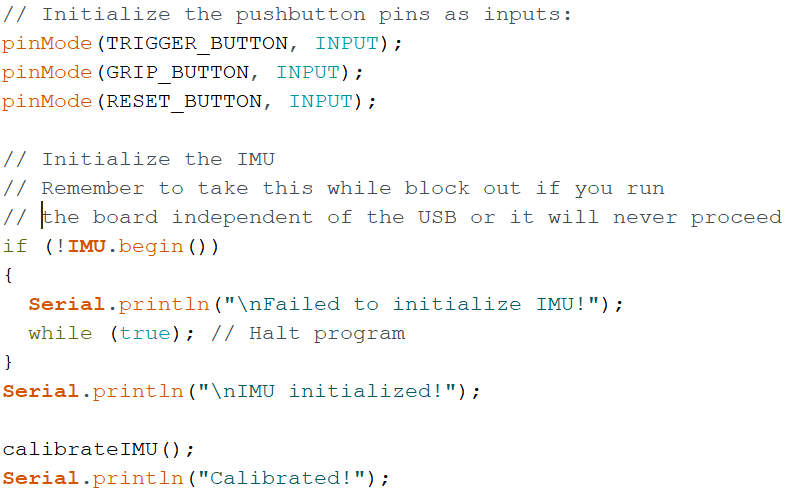 // Initialize the pushbutton pins as inputs:
pinMode(TRIGGER_BUTTON, INPUT);
pinMode(GRIP_BUTTON, INPUT);
pinMode(RESET_BUTTON, INPUT);

// Initialize the IMU
// Remember to take this while block out if you run
// the board independent of the USB or it will never proceed
if (!IMU.begin())
{
  Serial.println("\nFailed to initialize IMU!");
  while (true); // Halt program
}
Serial.println("\nIMU initialized!");

calibrateIMU();
Serial.println("Calibrated!");